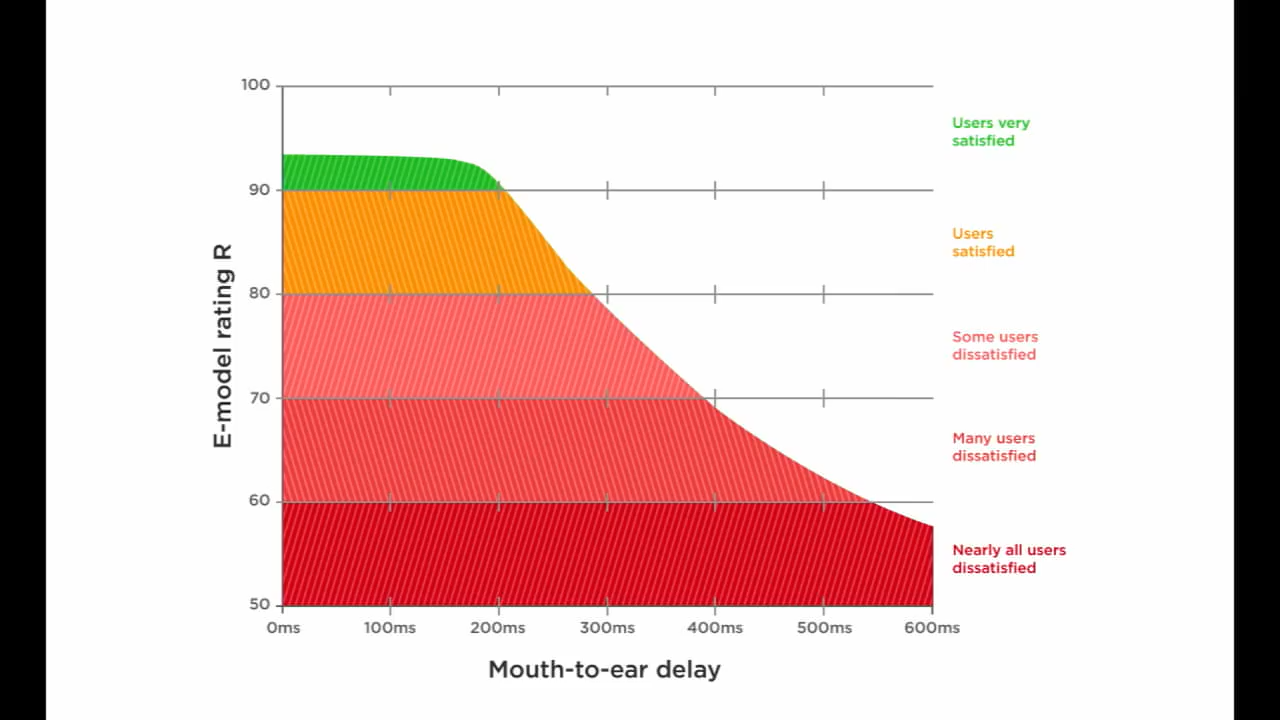 100
90
80
70
60
50
E-model rating R
0ms
100ms
200ms
300ms
400ms
500ms
600ms
Mouth-to-ear delay
Users very
satisfied
Users
satisfied
Some users
dissatisfied
Many users
dissatisfied
Nearly all users
dissatisfied